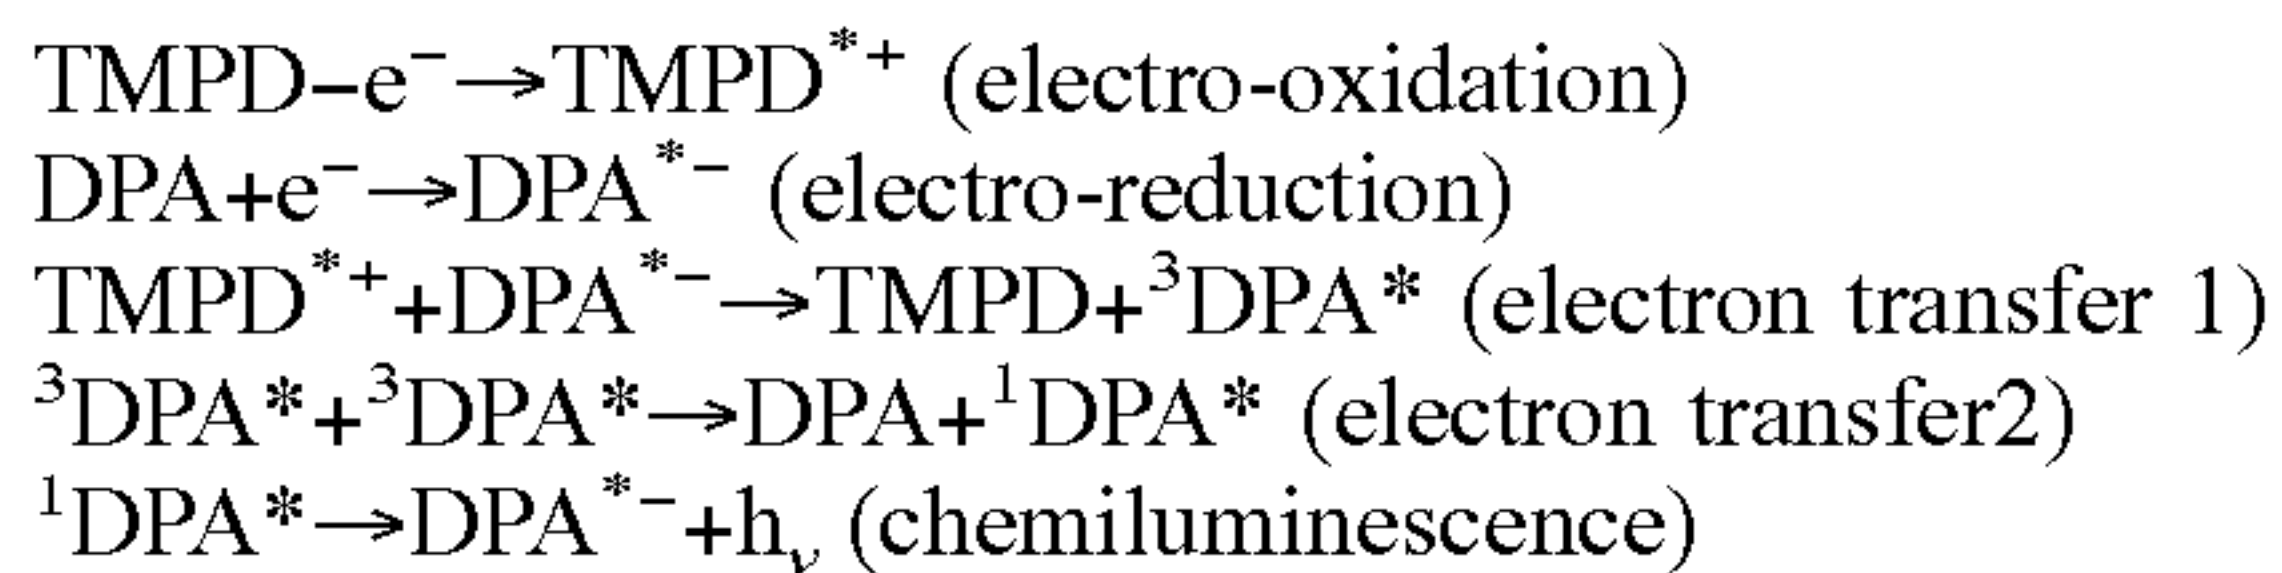 TMPD–e⁻→TMPD*⁺ (electro-oxidation)
DPA+e⁻→DPA*⁻ (electro-reduction)
TMPD*⁺+DPA*⁻→TMPD+³DPA* (electron transfer 1)
³DPA*+³DPA*→DPA+¹DPA* (electron transfer2)
¹DPA*→DPA*⁻+hᵥ (chemiluminescence)